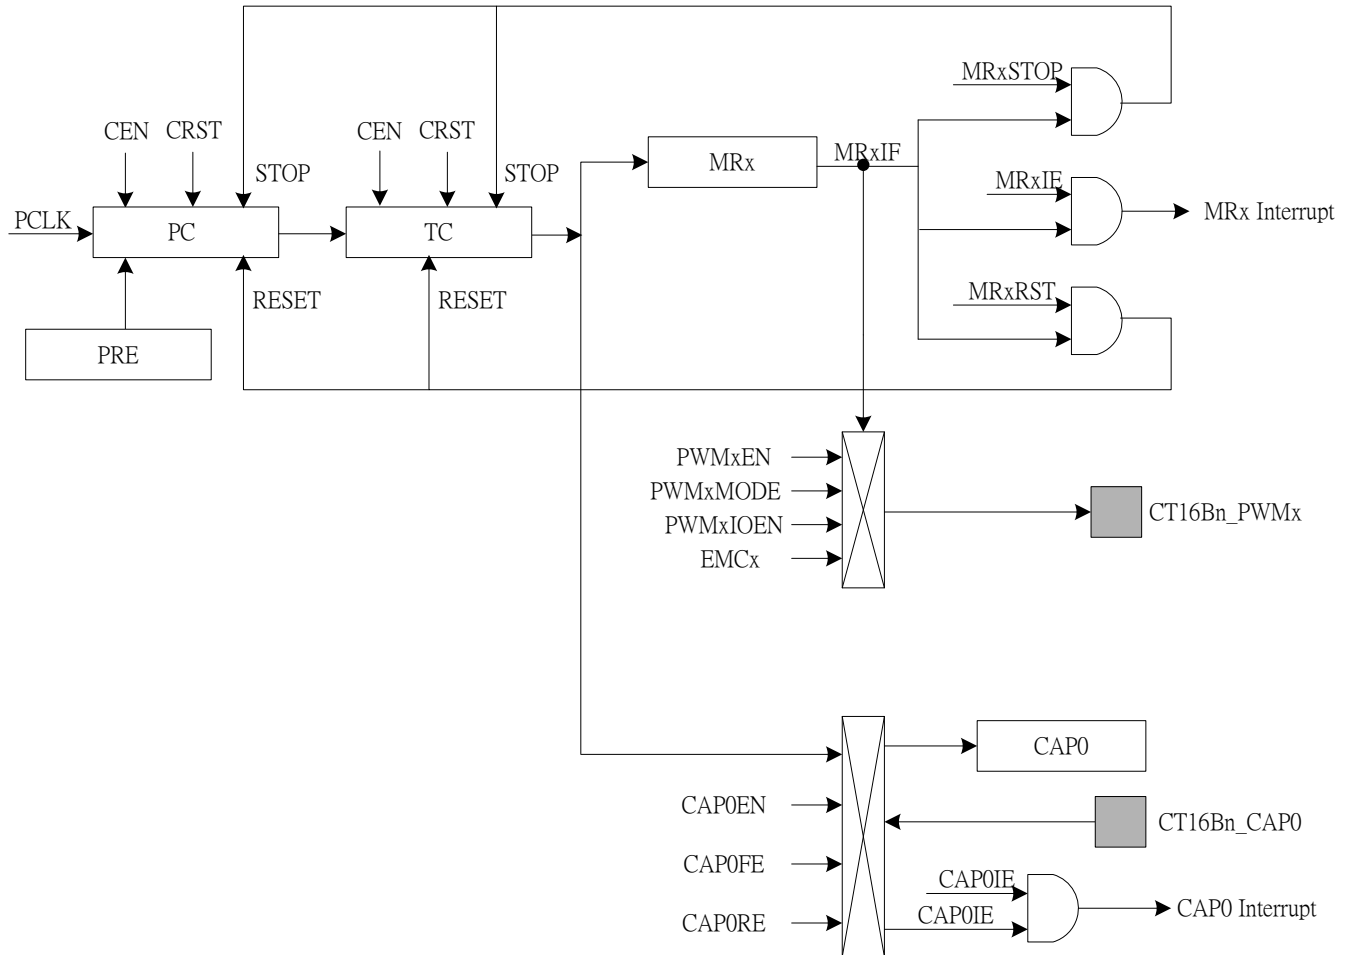 MRxSTOP
CEN
CRST
CEN
CRST
MRx
MRxIF
STOP
STOP
MRxIE
MRx Interrupt
PCLK
PC
TC
RESET
RESET
MRxRST
PRE
PWMxEN
PWMxMODE
PWMxIOEN
EMCx
CT16Bn_PWMx
CAP0
CAP0EN
CT16Bn_CAP0
CAP0FE
CAP0IE
CAP0RE
CAP0IE
CAP0 Interrupt